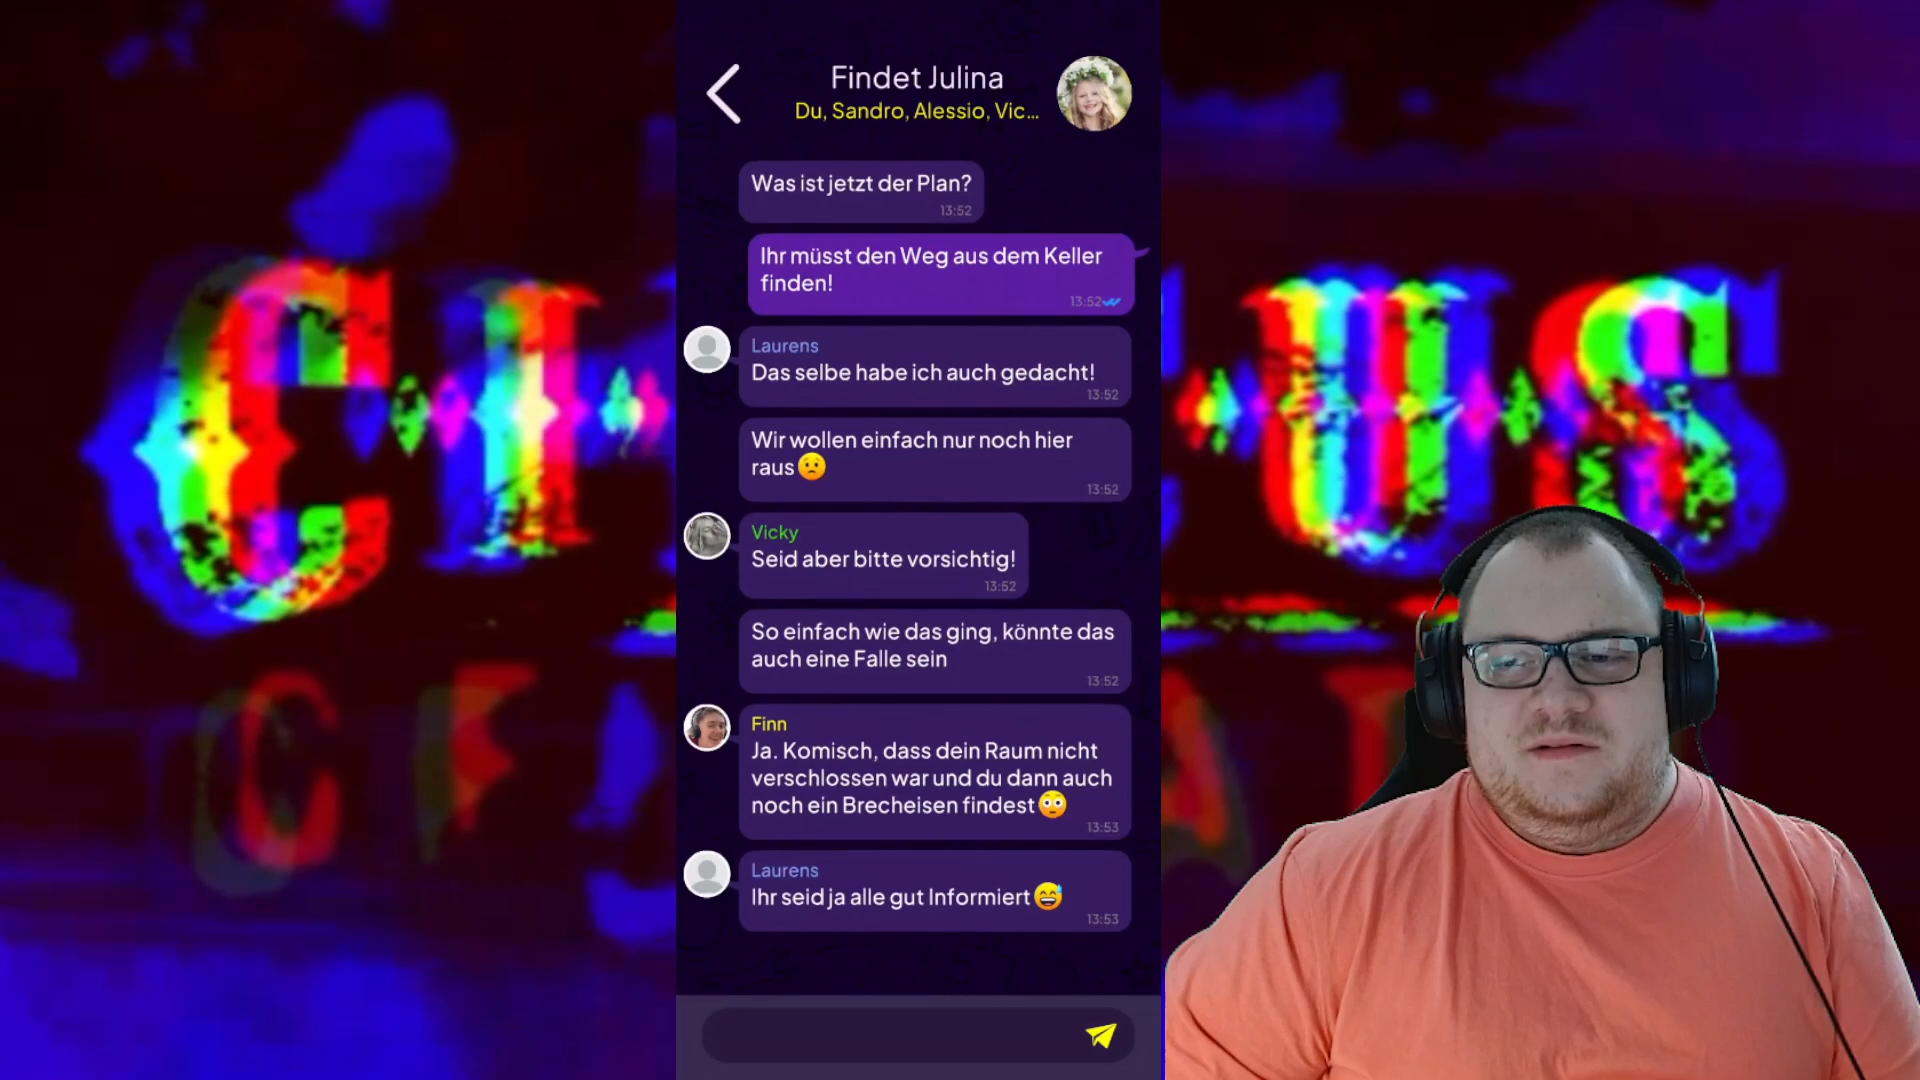 Findet Julina
Du, Sandro, Alessio, Vic...
Was ist jetzt der Plan?
13:52
Ihr müsst den Weg aus dem Keller
finden!
13:52
Laurens
Das selbe habe ich auch gedacht!
13:52
Wir wollen einfach nur noch hier
raus😟
13:52
Vicky
Seid aber bitte vorsichtig!
13:52
So einfach wie das ging, könnte das
auch eine Falle sein
13:52
Finn
Ja. Komisch, dass dein Raum nicht
verschlossen war und du dann auch
noch ein Brecheisen findest😳
13:53
Laurens
Ihr seid ja alle gut Informiert😅
13:53